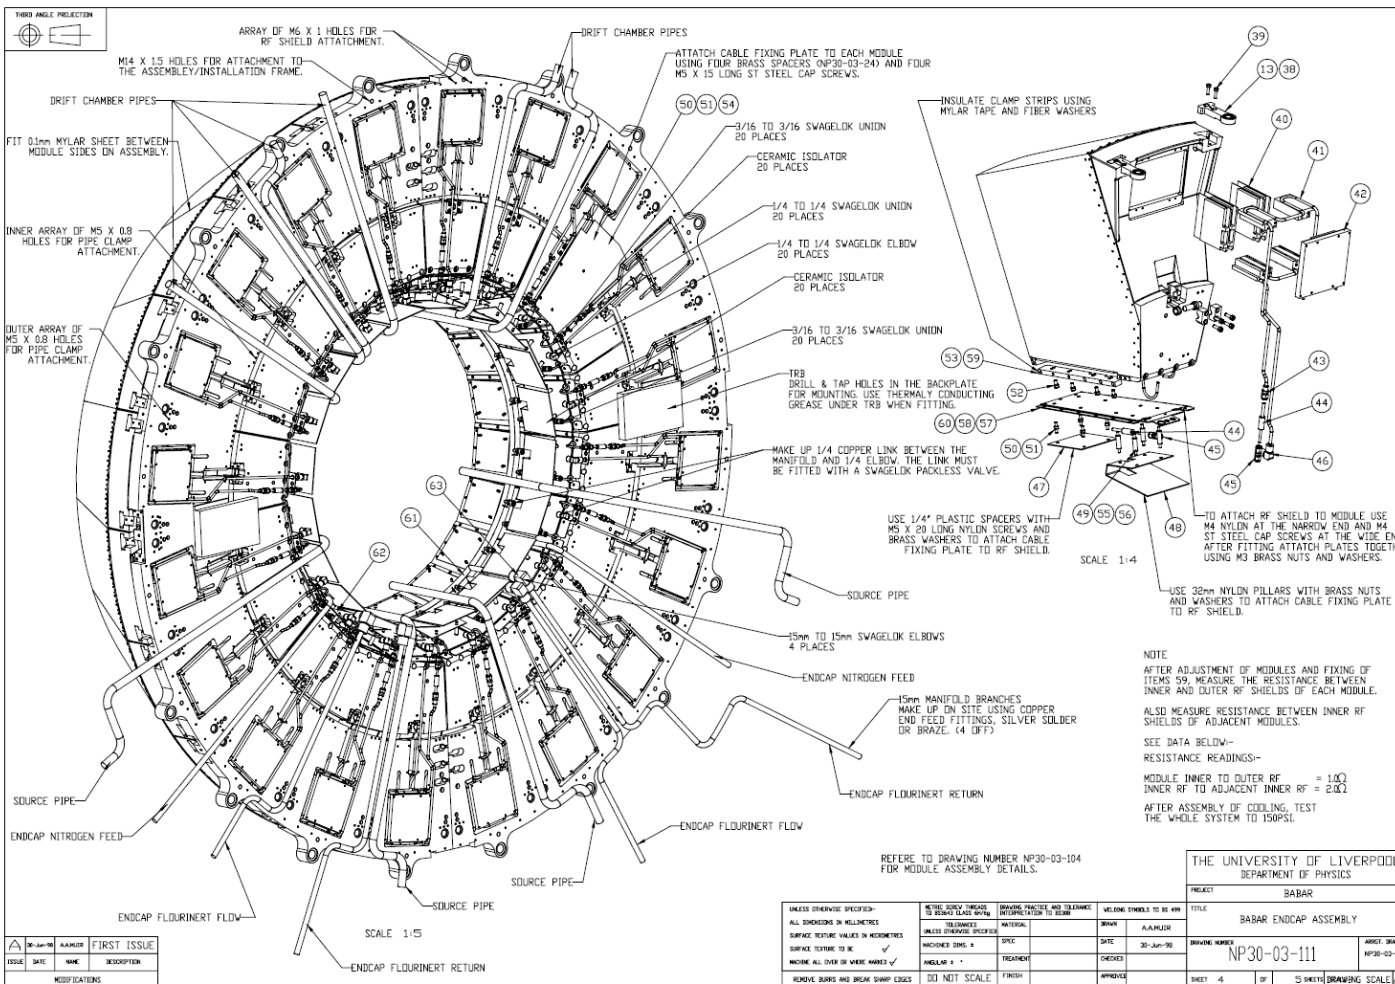 THIRD ANGLE PROJECTION
ARRAY OF M6 X 1 HOLES FOR
RF SHIELD ATTATCHMENT.
M14 X 1.5 HOLES FOR ATTACHMENT TO
THE ASSEMBLEY/INSTALLATION FRAME.
DRIFT CHAMBER PIPES
FIT 0.1mm MYLAR SHEET BETWEEN
MODULE SIDES ON ASSEMBLY.
INNER ARRAY OF M5 X 0.8
HOLES FOR PIPE CLAMP
ATTACHMENT.
OUTER ARRAY OF
M5 X 0.8 HOLES
FOR PIPE CLAMP
ATTACHMENT.
DRIFT CHAMBER PIPES
ATTATCH CABLE FIXING PLATE TO EACH MODULE
USING FOUR BRASS SPACERS (NP30-03-24) AND FOUR
M5 X 15 LONG ST STEEL CAP SCREWS.
50 51 54
3/16 TO 3/16 SWAGELOK UNION
20 PLACES
CERAMIC ISOLATOR
20 PLACES
1/4 TO 1/4 SWAGELOK UNION
20 PLACES
1/4 TO 1/4 SWAGELOK ELBOW
20 PLACES
CERAMIC ISOLATOR
20 PLACES
3/16 TO 3/16 SWAGELOK UNION
20 PLACES
TRB
DRILL & TAP HOLES IN THE BACKPLATE
FOR MOUNTING. USE THERMALY CONDUCTING
GREASE UNDER TRB WHEN FITTING.
MAKE UP 1/4 COPPER LINK BETWEEN THE
MANIFOLD AND 1/4 ELBOW. THE LINK MUST
BE FITTED WITH A SWAGELOK PACKLESS VALVE.
63
61
62
SOURCE PIPE
15mm TO 15mm SWAGELOK ELBOWS
4 PLACES
ENDCAP NITROGEN FEED
15mm MANIFOLD BRANCHES
MAKE UP ON SITE USING COPPER
END FEED FITTINGS, SILVER SOLDER
OR BRAZE. (4 OFF)
ENDCAP FLOURINERT RETURN
ENDCAP FLOURINERT FLOW
SOURCE PIPE
SOURCE PIPE
ENDCAP FLOURINERT RETURN
SCALE 1:5
ENDCAP FLOURINERT FLOW
ENDCAP NITROGEN FEED
SOURCE PIPE
INSULATE CLAMP STRIPS USING
MYLAR TAPE AND FIBER WASHERS
39
13 38
40
41
42
53 59
52
60 58 57
50 51
47
43
44
44
45
45
46
49 55 56
48
USE 1/4" PLASTIC SPACERS WITH
M5 X 20 LONG NYLON SCREWS AND
BRASS WASHERS TO ATTACH CABLE
FIXING PLATE TO RF SHIELD.
SCALE 1:4
TO ATTACH RF SHIELD TO MODULE USE
M4 NYLON AT THE NARROW END AND M4
ST STEEL CAP SCREWS AT THE WIDE EN
AFTER FITTING ATTATCH PLATES TOGETH
USING M3 BRASS NUTS AND WASHERS.
USE 32mm NYLON PILLARS WITH BRASS NUTS
AND WASHERS TO ATTACH CABLE FIXING PLATE
TO RF SHIELD.
NOTE
AFTER ADJUSTMENT OF MODULES AND FIXING OF
ITEMS 59, MEASURE THE RESISTANCE BETWEEN
INNER AND OUTER RF SHIELDS OF EACH MODULE.
ALSO MEASURE RESISTANCE BETWEEN INNER RF
SHIELDS OF ADJACENT MODULES.
SEE DATA BELOW:-
RESISTANCE READINGS:-
MODULE INNER TO OUTER RF =
INNER RF TO ADJACENT INNER RF =
AFTER ASSEMBLY OF COOLING, TEST
THE WHOLE SYSTEM TO 150PSI.
REFERE TO DRAWING NUMBER NP30-03-104
FOR MODULE ASSEMBLY DETAILS.
THE UNIVERSITY OF LIVERPOOL
DEPARTMENT OF PHYSICS
PROJECT BABAR
TITLE
BABAR ENDCAP ASSEMBLY
DRAWING NUMBER
NP30-03-111
NP30-03-
SHEET 4 OF 5 SHEETS DRAWING SCALE
UNLESS OTHERWISE SPECIFIED:-
ALL DIMENSIONS IN MILLIMETRES
SURFACE TEXTURE VALUES IN MICROMETRES
SURFACE TEXTURE TO BE
MACHINE ALL OVER OR WHERE MARKED
REMOVE BURRS AND BREAK SHARP EDGES
METRIC SCREW THREADS
TO BS3643 CLASS 6H/6g
TOLERANCES
UNLESS OTHERWISE SPECIFIED
MACHINED DIMS. ±
ANGULAR ± °
DO NOT SCALE
DRAWING PRACTICE AND TOLERANCE
INTERPRETATION TO BS308
MATERIAL
SPEC
TREATMENT
FINISH
WELDING SYMBOLS TO BS 499
DRAWN A.A.MUIR
DATE 30-Jun-98
CHECKED
APPROVED
A 30-Jun-98 A.A.MUIR FIRST ISSUE
ISSUE DATE NAME DESCRIPTION
MODIFICATIONS